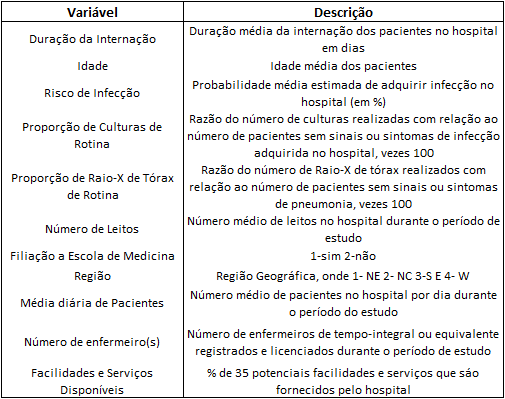 Variável Descrição
Duração da Internação Duração média da internação dos pacientes no hospital
em dias
Idade Idade média dos pacientes
Risco de Infecção Probabilidade média estimada de adquirir infecção no
hospital (em %)
Proporção de Culturas de
Rotina
Razão do número de culturas realizadas com relação ao
número de pacientes sem sinais ou sintomas de infecção
adquirida no hospital, vezes 100
Proporção de Raio-X de Tórax
de Rotina
Razão do número de Raio-X de tórax realizados com
relação ao número de pacientes sem sinais ou sintomas
de pneumonia, vezes 100
Número de Leitos Número médio de leitos no hospital durante o período de
estudo
Filiação a Escola de Medicina 1-sim 2-não
Região Região Geográfica, onde 1- NE 2- NC 3-S E 4- W
Média diária de Pacientes Número médio de pacientes no hospital por dia durante
o período do estudo
Número de enfermeiro(s) Número de enfermeiros de tempo-integral ou equivalente
registrados e licenciados durante o período de estudo
Facilidades e Serviços
Disponíveis
% de 35 potenciais facilidades e serviços que são
fornecidos pelo hospital